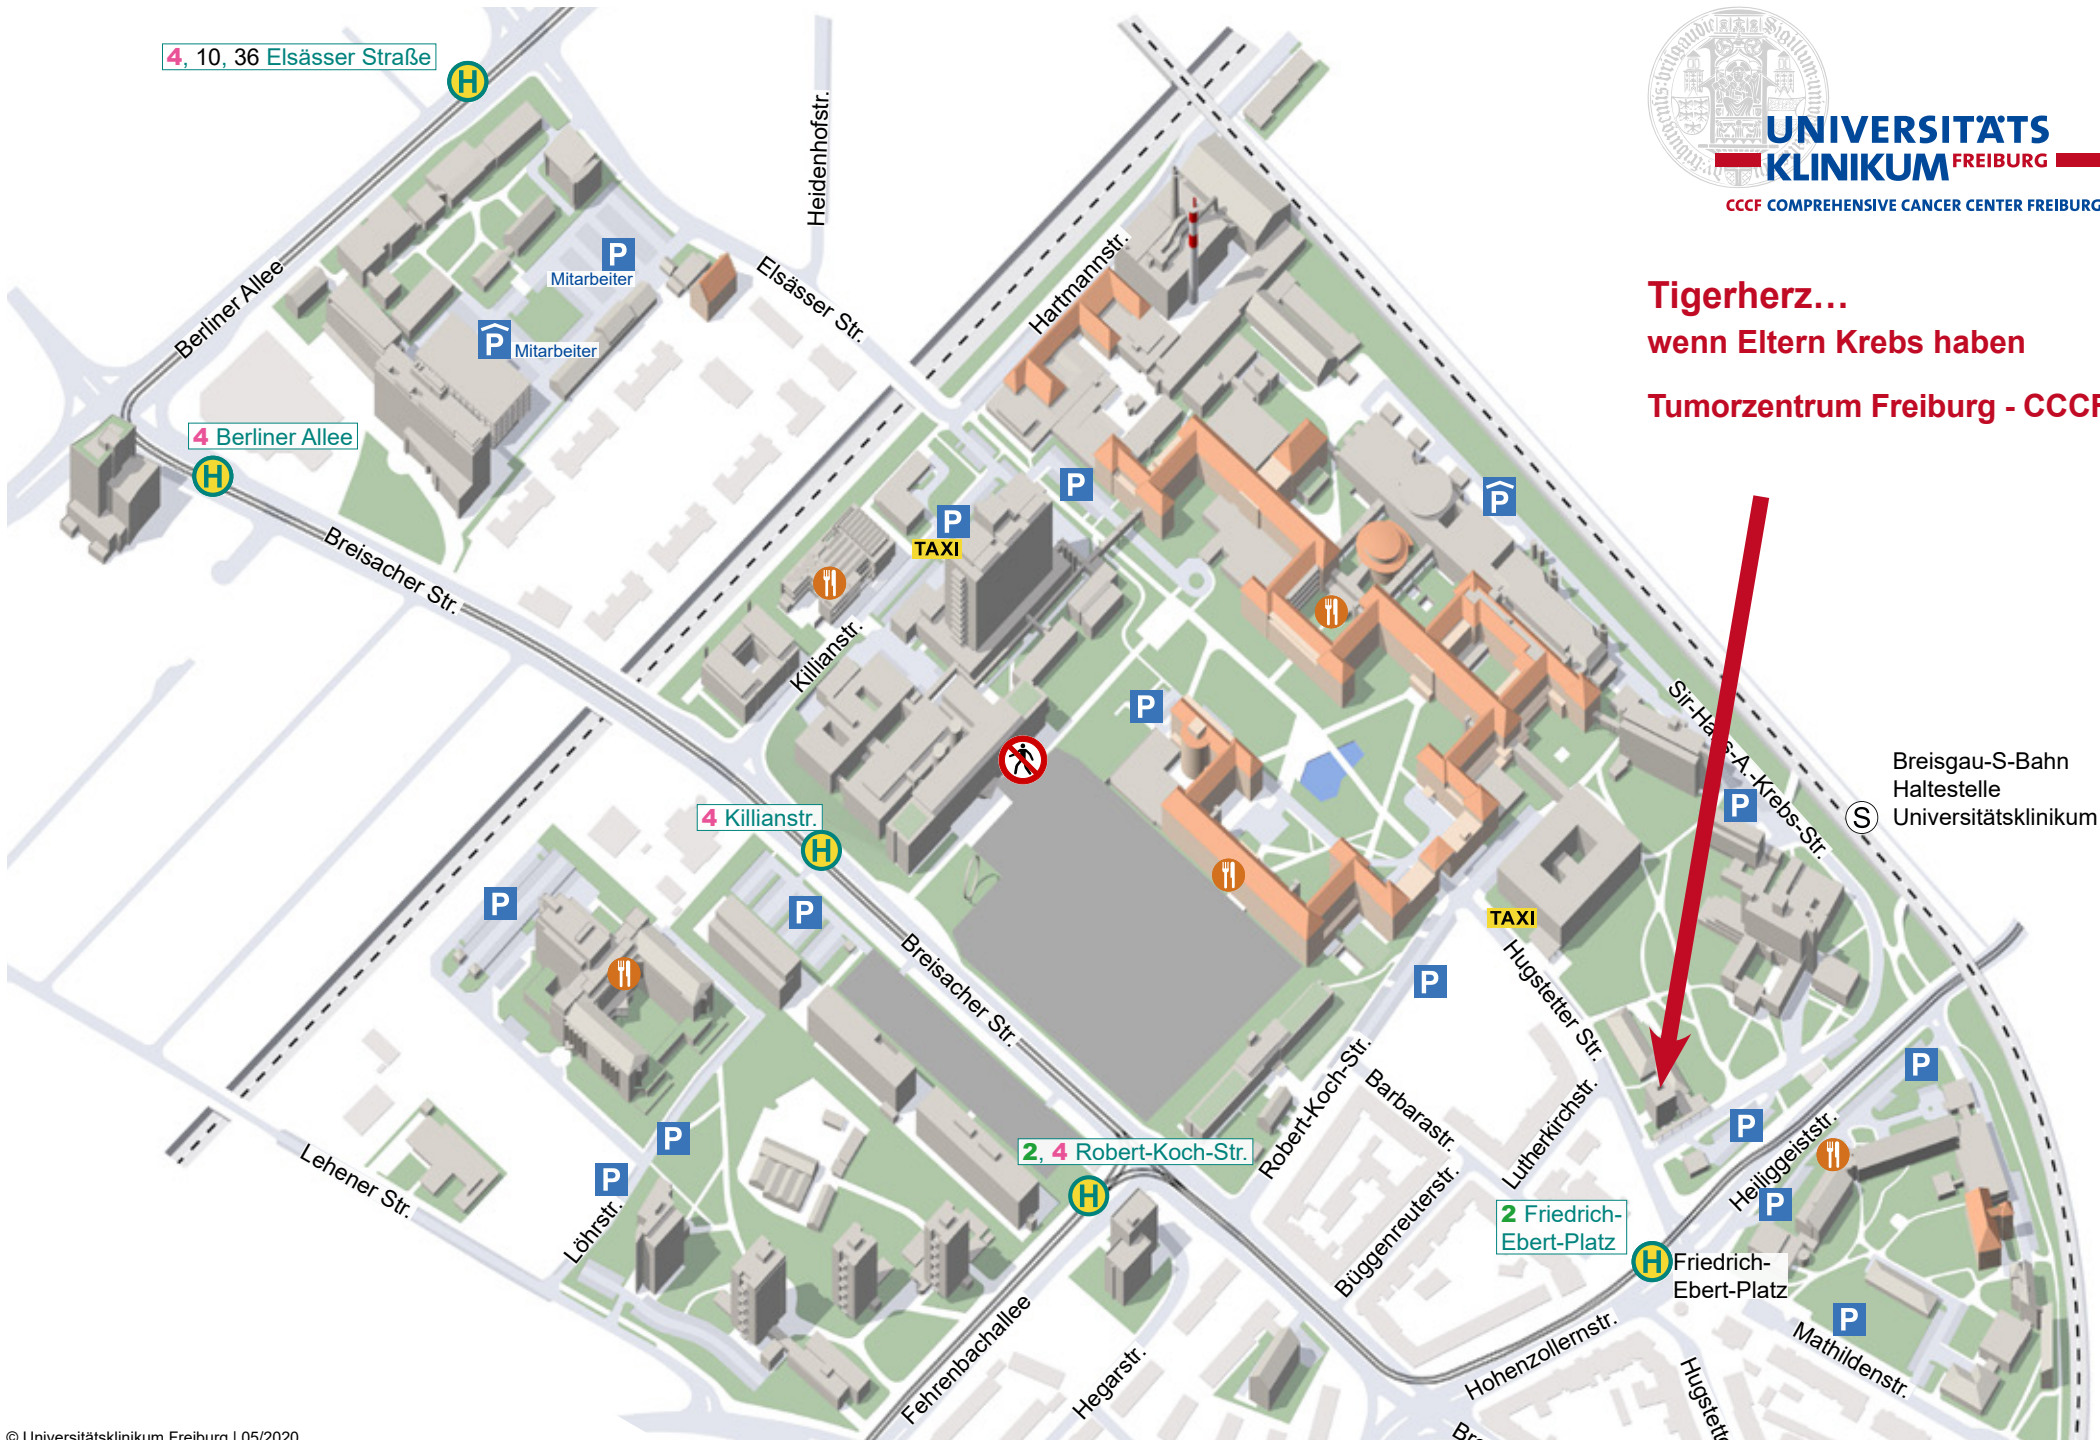 4, 10, 36 Elsässer Straße
H
Heidenhofstr.
UNIVERSITÄTS
KLINIKUM FREIBURG
CCCF COMPREHENSIVE CANCER CENTER FREIBURG
Tigerherz...
wenn Eltern Krebs haben
Tumorzentrum Freiburg - CCCF
P
Mitarbeiter
P
Mitarbeiter
Berliner Allee
Elsässer Str.
Hartmannstr.
4 Berliner Allee
H
Breisacher Str.
P
P
TAXI
P
Killianstr.
P
Sir-Hans-A.-Krebs-Str.
P
Breisgau-S-Bahn
Haltestelle
Universitätsklinikum
S
4 Killianstr.
H
P
P
TAXI
Breisacher Str.
P
Hugstetter Str.
Robert-Koch-Str.
Barbarastr.
Lutherkirchstr.
Büggenreuterstr.
P
P
Heiliggeiststr.
P
Lehener Str.
Löhrstr.
P
P
2, 4 Robert-Koch-Str.
H
2 Friedrich-
Ebert-Platz
H
Friedrich-
Ebert-Platz
P
Mathildenstr.
Hohenzollernstr.
Fehrenbachallee
Hegarstr.
© Universitätsklinikum Freiburg | 05/2020